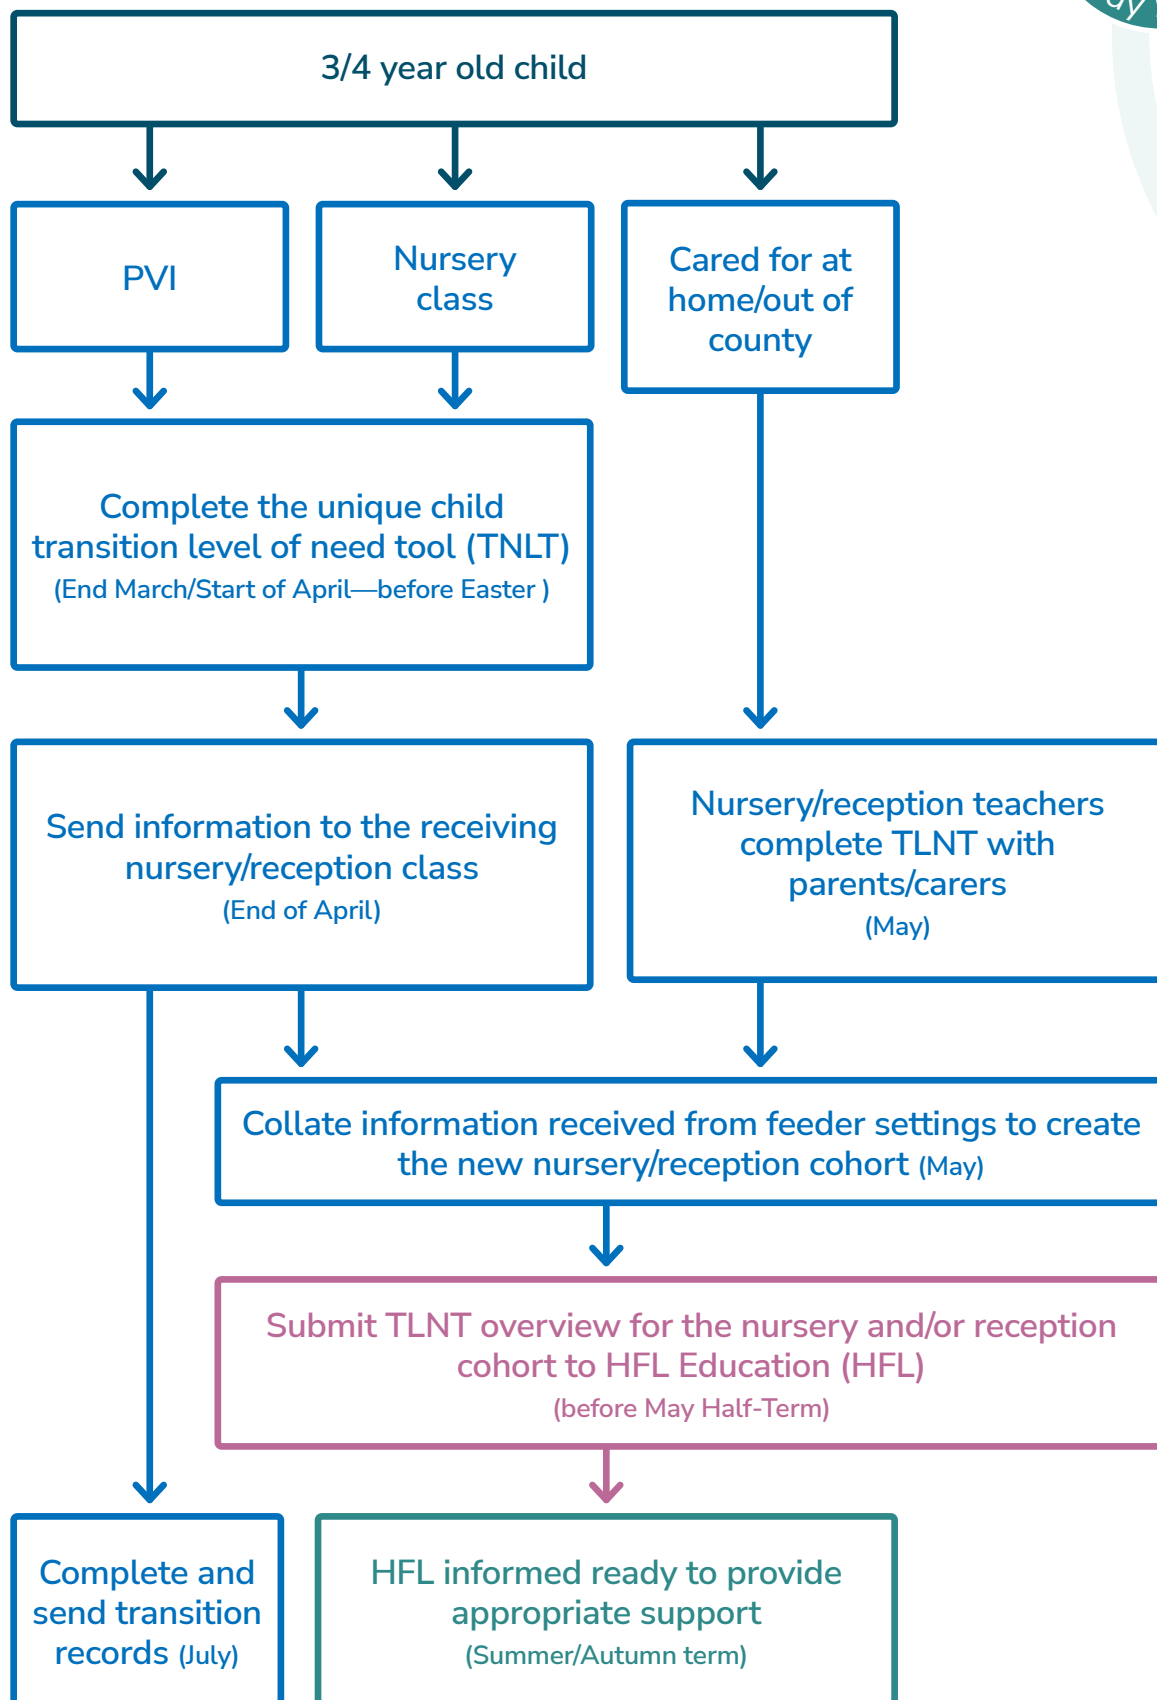 3/4 year old child
PVI
Nursery
class
Cared for at
home/out of
county
Complete the unique child
transition level of need tool (TNLT)
(End March/Start of April—before Easter )
Send information to the receiving
nursery/reception class
(End of April)
Nursery/reception teachers
complete TLNT with
parents/carers
(May)
Collate information received from feeder settings to create
the new nursery/reception cohort (May)
Submit TLNT overview for the nursery and/or reception
cohort to HFL Education (HFL)
(before May Half-Term)
Complete and
send transition
records (July)
HFL informed ready to provide
appropriate support
(Summer/Autumn term)